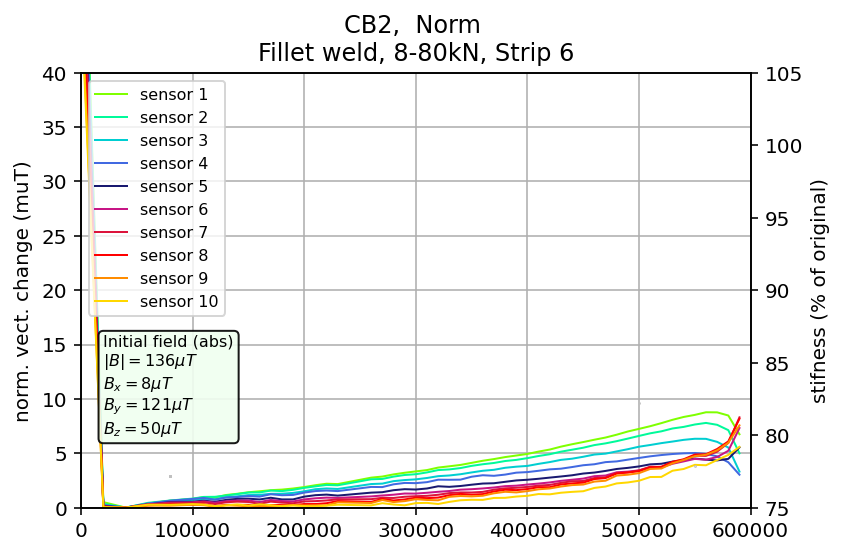 CB2,  Norm
Fillet weld, 8-80kN, Strip 6
norm. vect. change (muT)
40
35
30
25
20
15
10
5
0
sensor 1
sensor 2
sensor 3
sensor 4
sensor 5
sensor 6
sensor 7
sensor 8
sensor 9
sensor 10
Initial field (abs)
|B| = 136μT
Bx = 8μT
By = 121μT
Bz = 50μT
105
100
95
90
85
80
75
stifness (% of original)
0 100000 200000 300000 400000 500000 600000